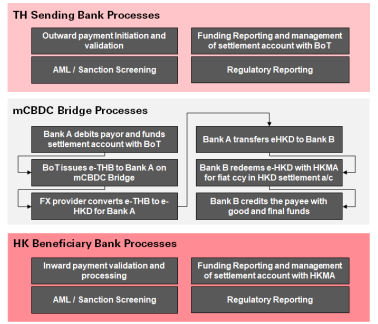 TH Sending Bank Processes
Outward payment Initiation and
validation
Funding Reporting and management
of settlement account with BoT
AML / Sanction Screening
Regulatory Reporting
mCBDC Bridge Processes
Bank A debits payor and funds
settlement account with BoT
BoT issues e-THB to Bank A on
mCBDC Bridge
FX provider converts e-THB to e-
HKD for Bank A
Bank A transfers eHKD to Bank B
Bank B redeems e-HKD with HKMA
for fiat ccy in HKD settlement a/c
Bank B credits the payee with
good and final funds
HK Beneficiary Bank Processes
Inward payment validation and
processing
Funding Reporting and management
of settlement account with HKMA
AML / Sanction Screening
Regulatory Reporting